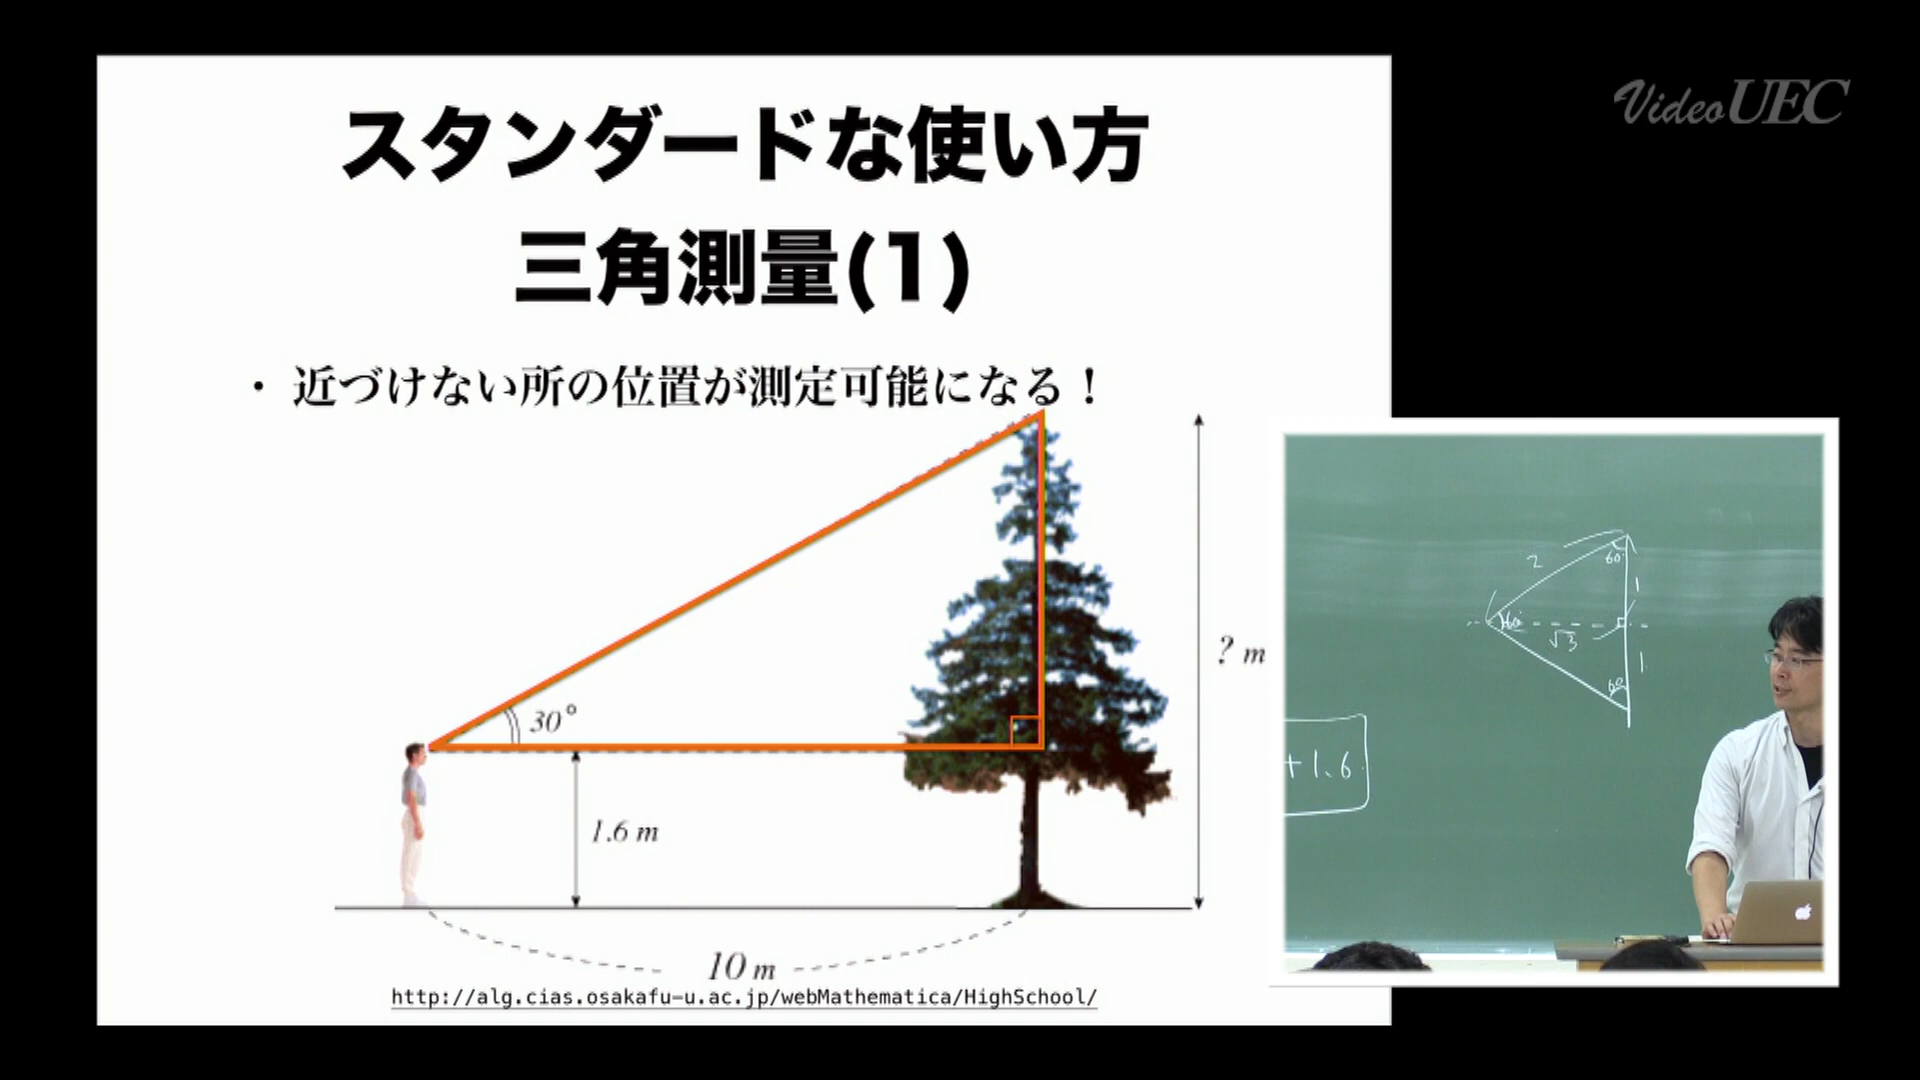 VideoUEC
スタンダードな使い方
三角測量(1)
・ 近づけない所の位置が測定可能になる！
? m
30°
1.6 m
10 m
http://alg.cias.osakafu-u.ac.jp/webMathematica/HighSchool/
2
60°
1
60°
√3
1
60
+1.6